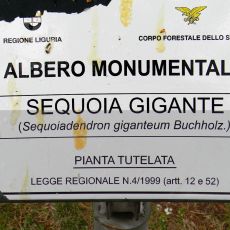 REGIONE LIGURIA
CORPO FORESTALE DELLO S
ALBERO MONUMENTAL
SEQUOIA GIGANTE
(Sequoiadendron giganteum Buchholz.)
PIANTA TUTELATA
LEGGE REGIONALE N.4/1999 (artt. 12 e 52)